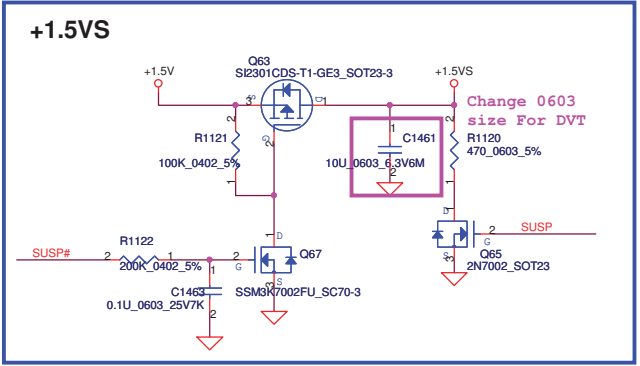 +1.5VS
Q63
SI2301CDS-T1-GE3_SOT23-3
+1.5V
+1.5VS
S
3
D
1
G
2
Change 0603
size For DVT
2
R1121
100K_0402_5%
1
1
C1461
10U_0603_6.3V6M
2
2
R1120
470_0603_5%
1
SUSP#
2
R1122
1
200K_0402_5%
1
C1463
0.1U_0603_25V7K
2
2
G
1
D
Q67
S
3
SSM3K7002FU_SC70-3
D
1
2
G
SUSP
S
3
Q65
2N7002_SOT23